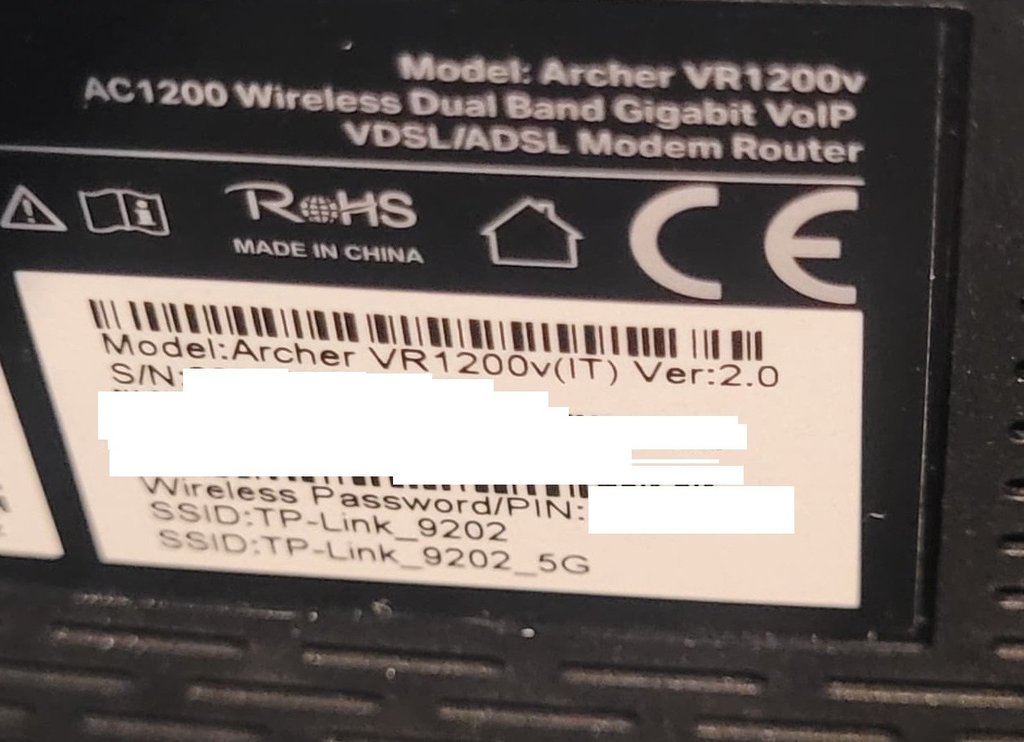 Model: Archer VR1200v
AC1200 Wireless Dual Band Gigabit VoIP
VDSL/ADSL Modem Router
RoHS
MADE IN CHINA
CE
Model:Archer VR1200v(IT) Ver:2.0
S/N:
Wireless Password/PIN:
SSID:TP-Link_9202
SSID:TP-Link_9202_5G